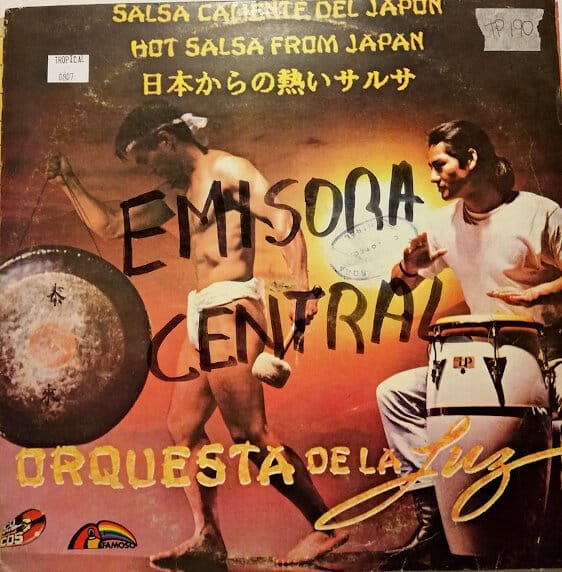 SALSA CALIENTE DEL JAPON
HOT SALSA FROM JAPAN
日本からの熱いサルサ
TROPICAL
0807
TP 190
EMISORA
CENTRAL
LP
ORQUESTA DE LA Luz
COS
FAMOSO